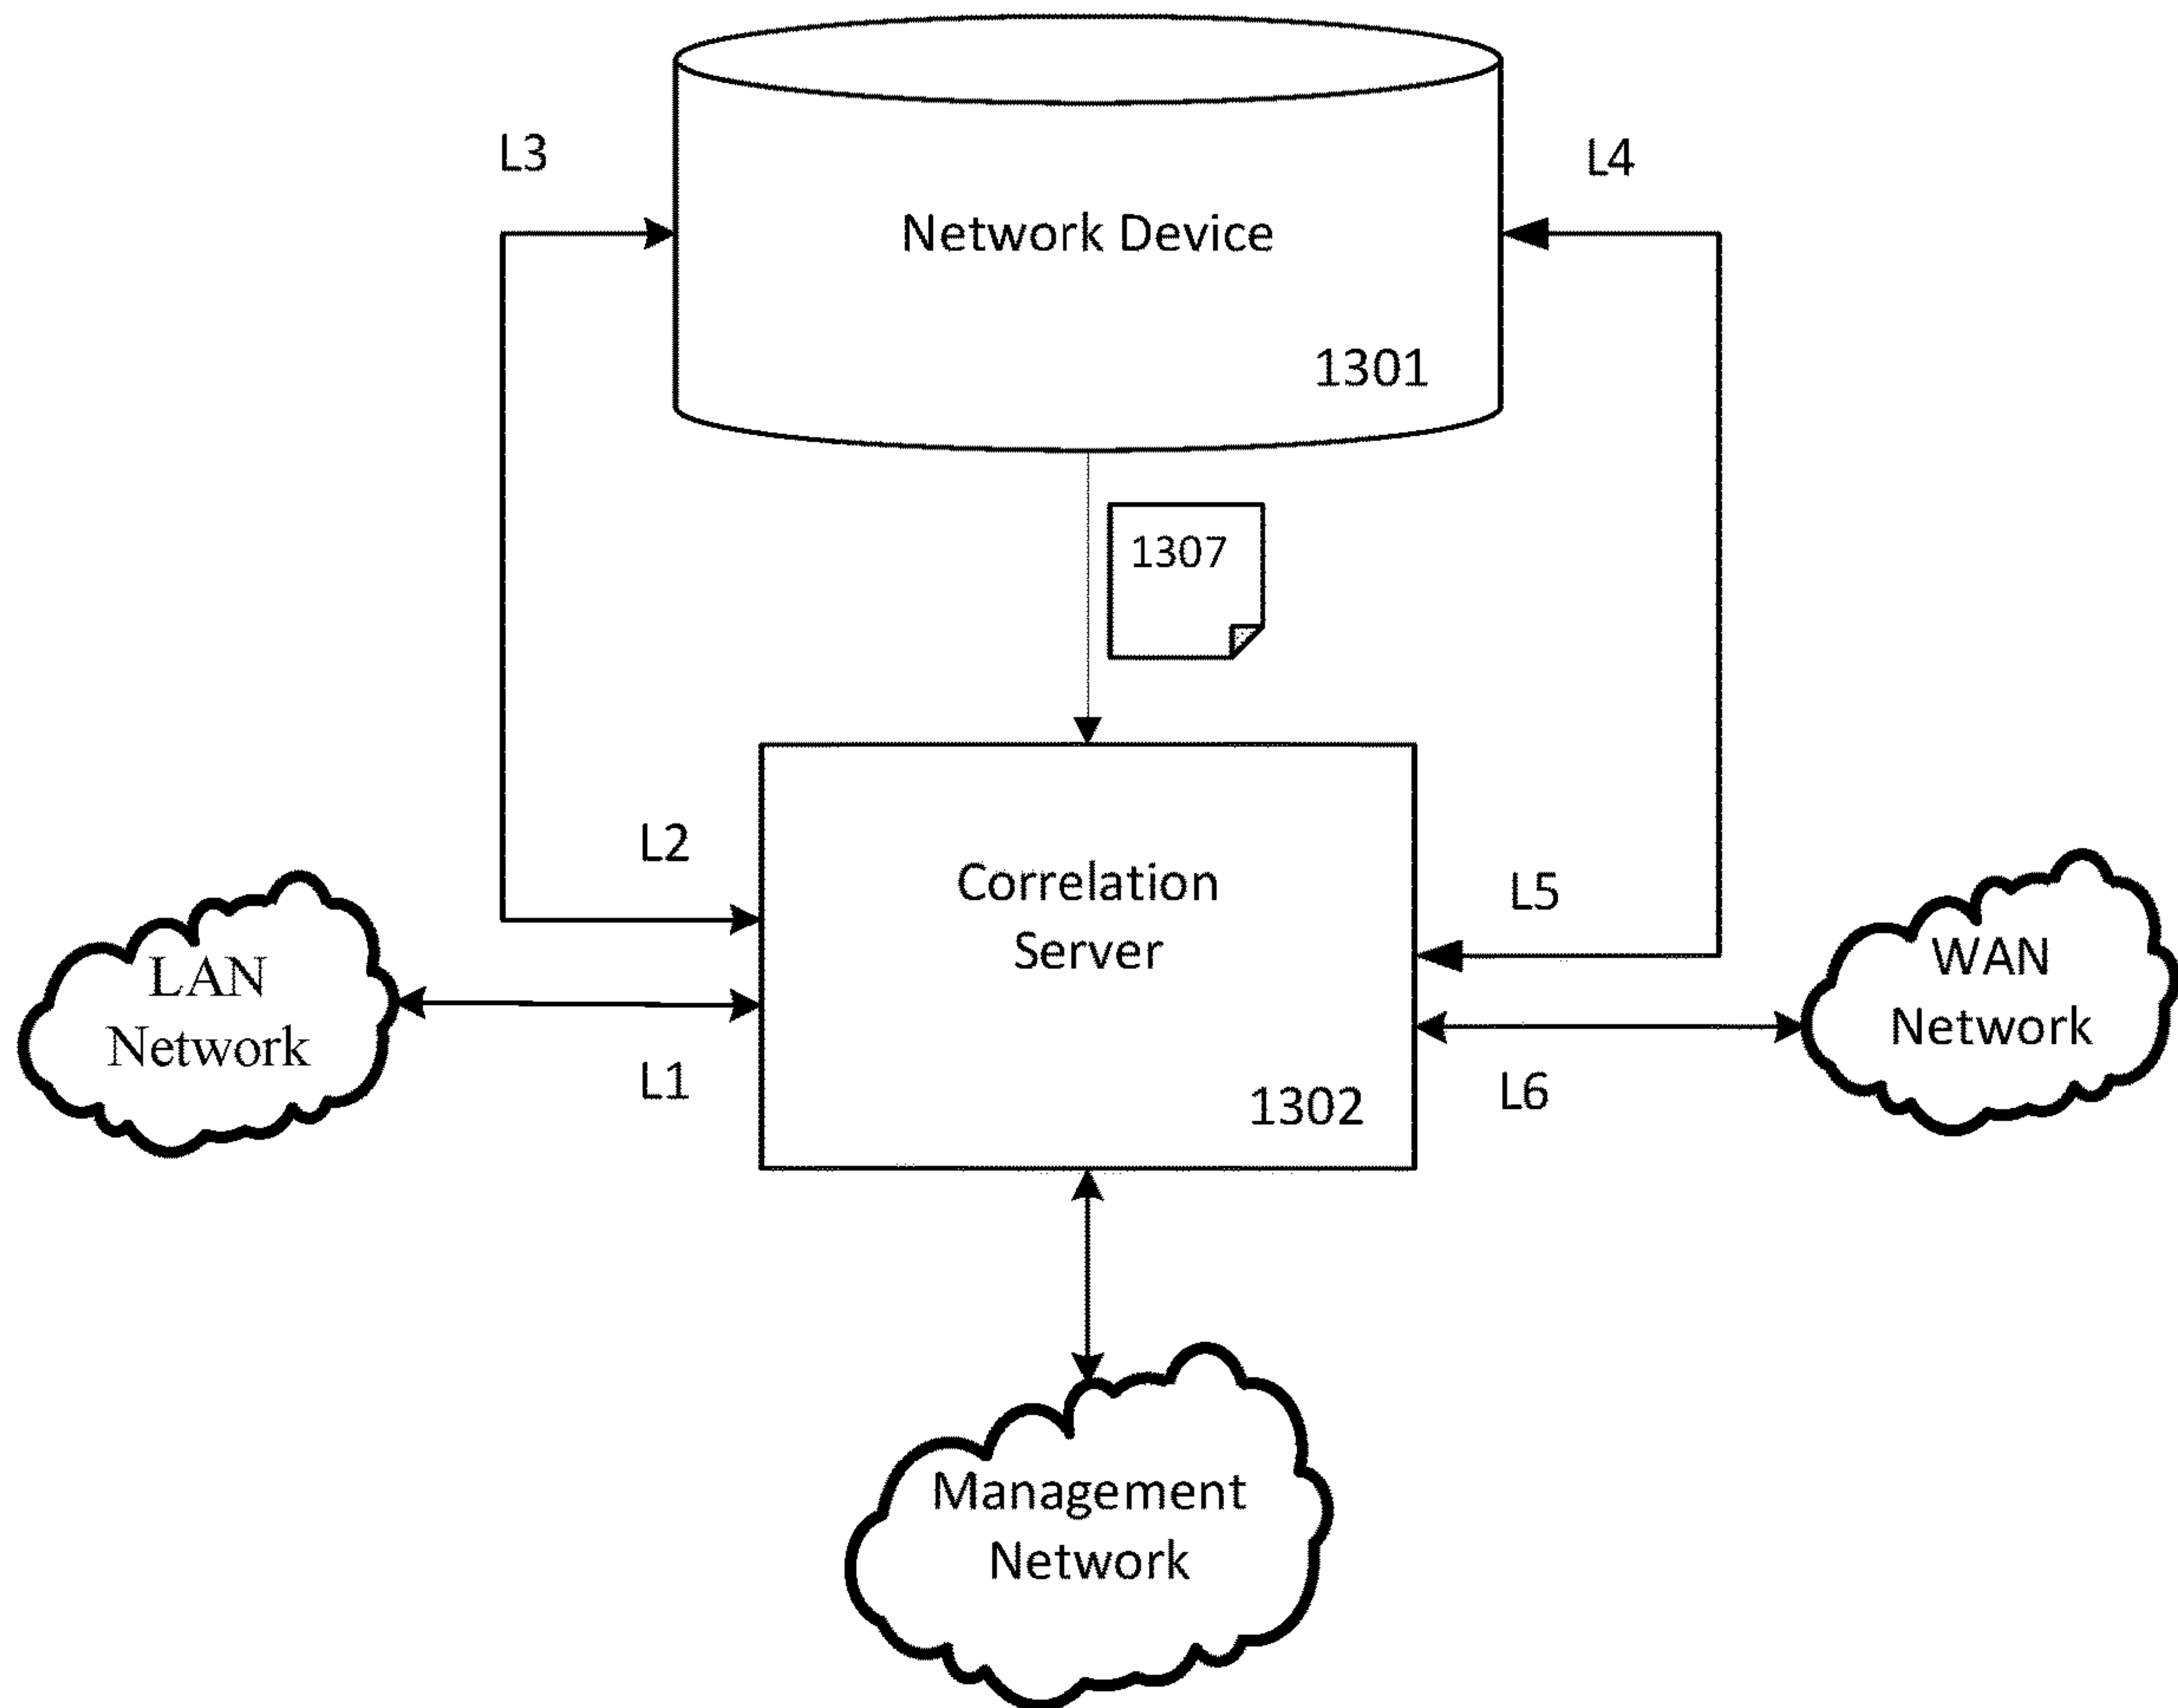 L3
L4
Network Device
1301
1307
L2
Correlation
Server
L5
LAN
Network
WAN
Network
L1
1302
L6
Management
Network